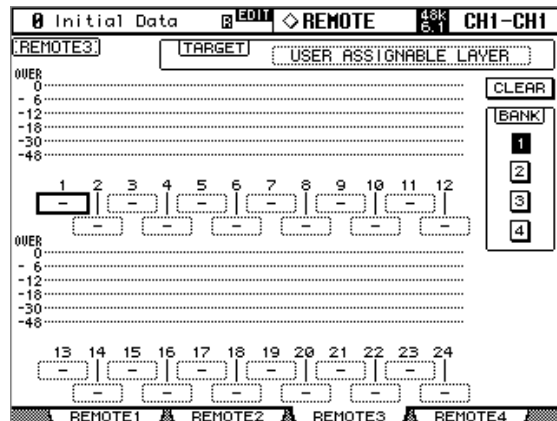 0 Initial Data R EDIT ◇REMOTE 48k 6.1 CH1-CH1
REMOTE3 TARGET USER ASSIGNABLE LAYER
OVER
0
- 6
-12
-18
-30
-48
CLEAR
BANK
1
2
3
4
1 2 3 4 5 6 7 8 9 10 11 12
- - - - - -
- - - - - -
OVER
0
- 6
-12
-18
-30
-48
13 14 15 16 17 18 19 20 21 22 23 24
- - - - - -
- - - - - -
REMOTE1 REMOTE2 REMOTE3 REMOTE4